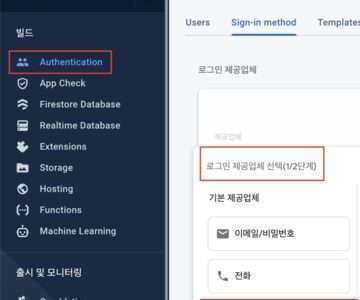 빌드
Authentication
App Check
Firestore Database
Realtime Database
Extensions
Storage
Hosting
Functions
Machine Learning
출시 및 모니터링
Users
Sign-in method
Templates
로그인 제공업체
제공업체
로그인 제공업체 선택(1/2단계)
기본 제공업체
이메일/비밀번호
전화